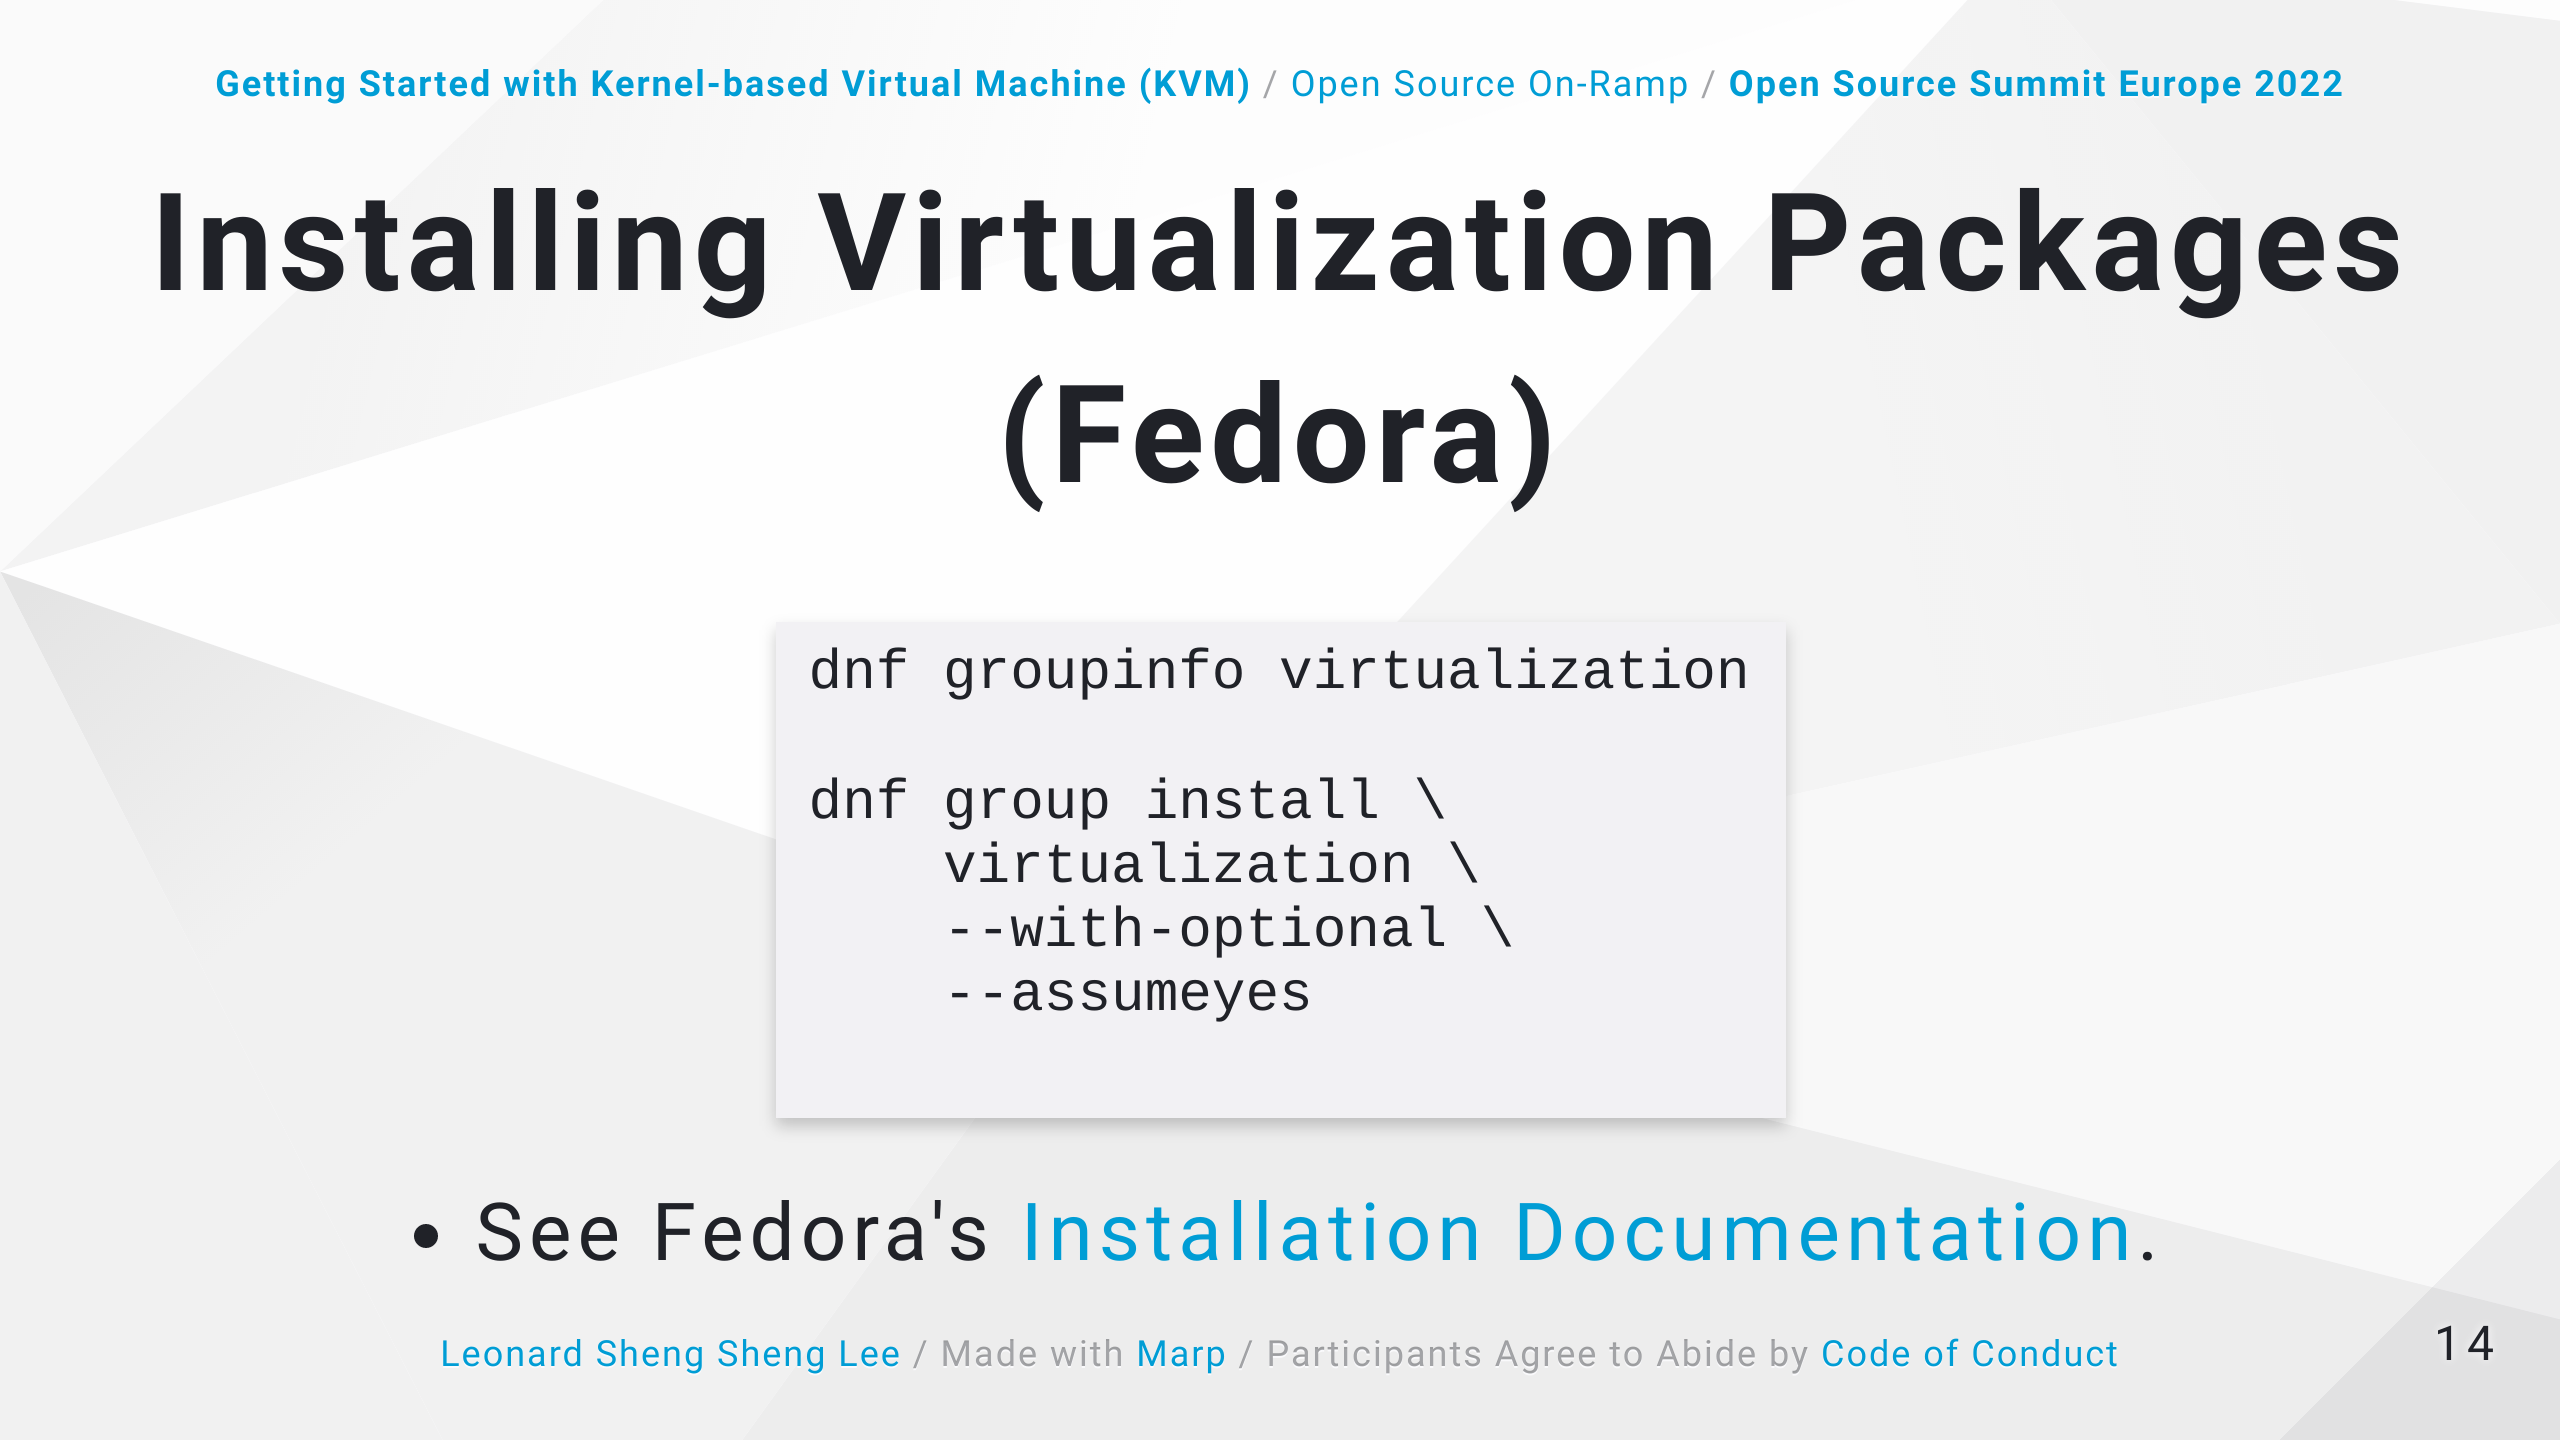 Getting Started with Kernel-based Virtual Machine (KVM) / Open Source On-Ramp / Open Source Summit Europe 2022
Installing Virtualization Packages
(Fedora)
dnf groupinfo virtualization
dnf group install \
virtualization \
--with-optional \
--assumeyes
• See Fedora's Installation Documentation.
Leonard Sheng Sheng Lee / Made with Marp / Participants Agree to Abide by Code of Conduct
14